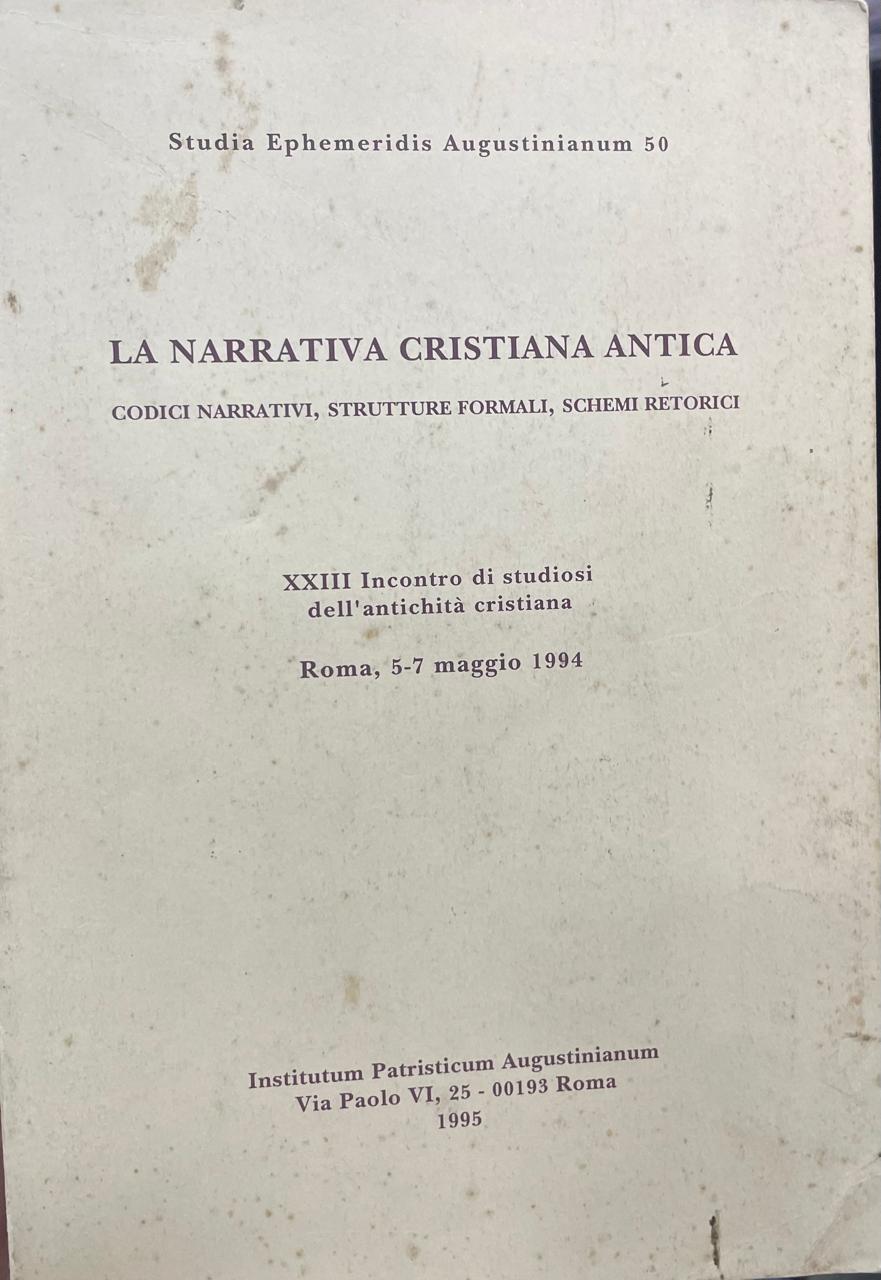 Studia Ephemeridis Augustinianum 50
LA NARRATIVA CRISTIANA ANTICA
CODICI NARRATIVI, STRUTTURE FORMALI, SCHEMI RETORICI
XXIII Incontro di studiosi
dell'antichità cristiana
Roma, 5-7 maggio 1994
Institutum Patristicum Augustinianum
Via Paolo VI, 25 - 00193 Roma
1995